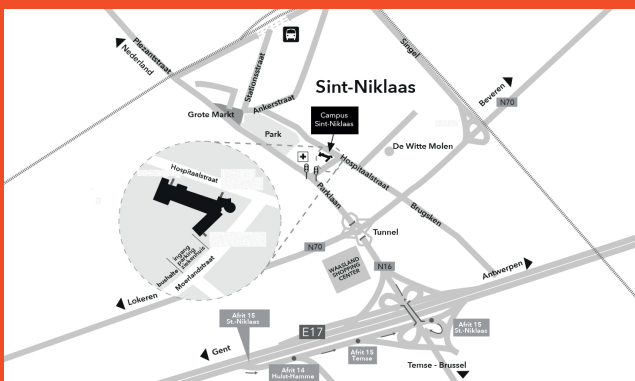 Plezantstraat
Nederland
Stationsstraat
Singel
Sint-Niklaas
Beveren
N70
Grote Markt
Ankerstraat
Campus
Sint-Niklaas
Park
De Witte Molen
Hospitaalstraat
Hospitaalstraat
Parklaan
Brugsken
Tunnel
N70
ingang
parking
ziekenhuis
bushalte
Moerlandstraat
WAASLAND
SHOPPING
CENTER
N16
Antwerpen
Lokeren
Afrit 15
St.-Niklaas
E17
Afrit 15
St.-Niklaas
Gent
Afrit 15
Temse
Afrit 14
Hulst-Hamme
Temse - Brussel